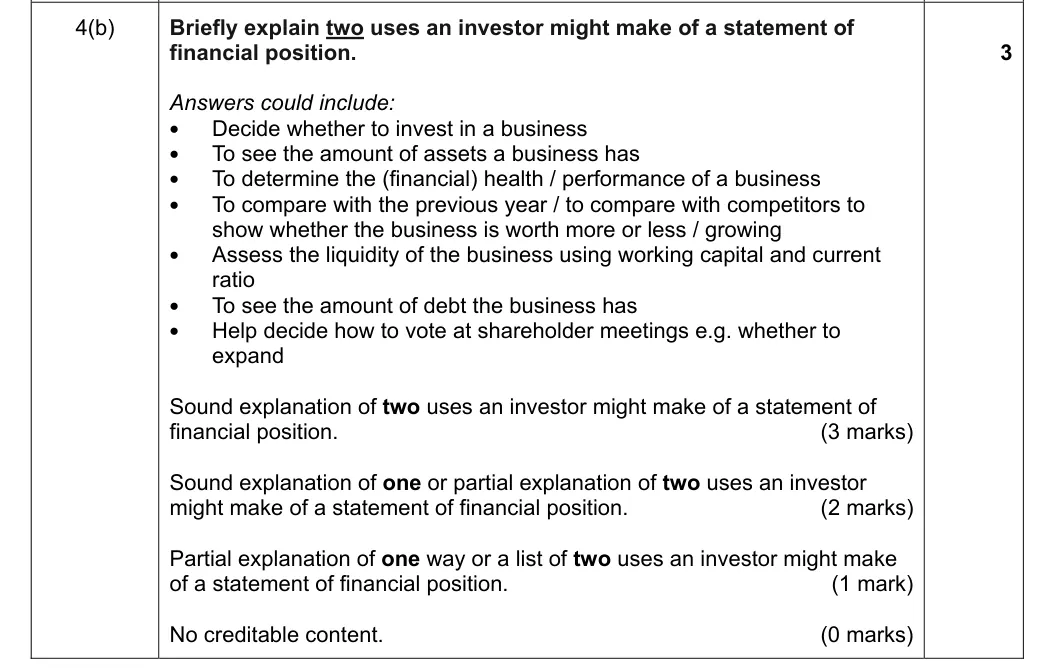 4(b) Briefly explain two uses an investor might make of a statement of
financial position. 3
Answers could include:
• Decide whether to invest in a business
• To see the amount of assets a business has
• To determine the (financial) health / performance of a business
• To compare with the previous year / to compare with competitors to
show whether the business is worth more or less / growing
• Assess the liquidity of the business using working capital and current
ratio
• To see the amount of debt the business has
• Help decide how to vote at shareholder meetings e.g. whether to
expand
Sound explanation of two uses an investor might make of a statement of
financial position. (3 marks)
Sound explanation of one or partial explanation of two uses an investor
might make of a statement of financial position. (2 marks)
Partial explanation of one way or a list of two uses an investor might make
of a statement of financial position. (1 mark)
No creditable content. (0 marks)